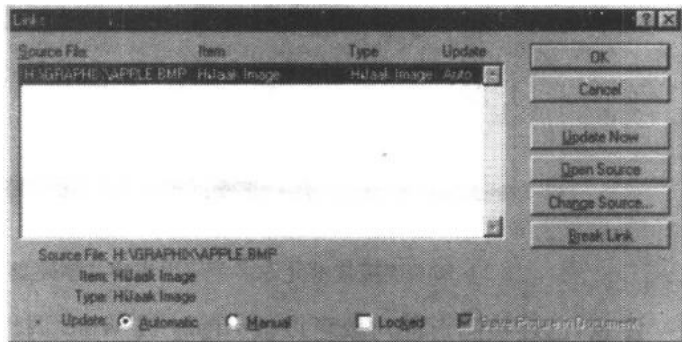 Links
Source File: Item Type Update
H:\GRAPHIX\APPLE.BMP HiJaak Image HiJaak Image Auto
OK
Cancel
Update Now
Open Source
Change Source...
Break Link
Source File: H:\GRAPHIX\APPLE.BMP
Item: HiJaak Image
Type: HiJaak Image
Update: Automatic Manual Locked Save Picture in Document